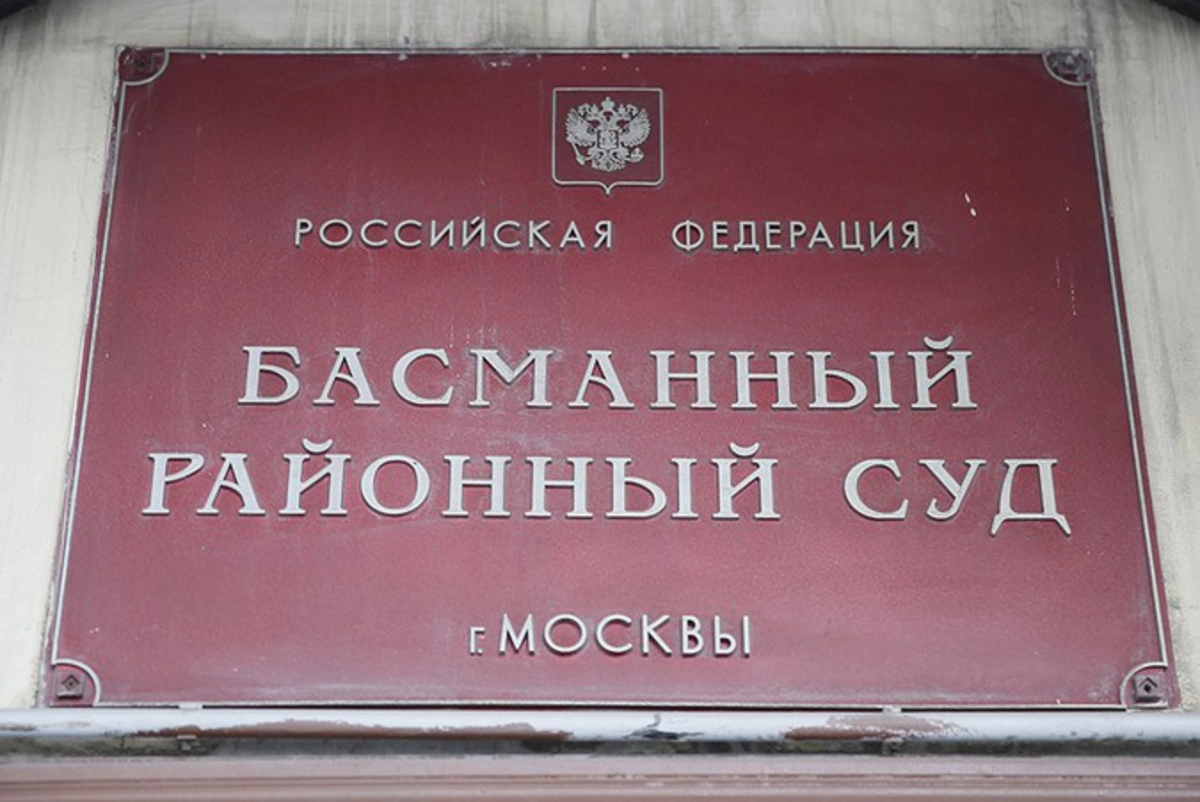 РОССИЙСКАЯ ФЕДЕРАЦИЯ
БАСМАННЫЙ
РАЙОННЫЙ СУД
г. МОСКВЫ